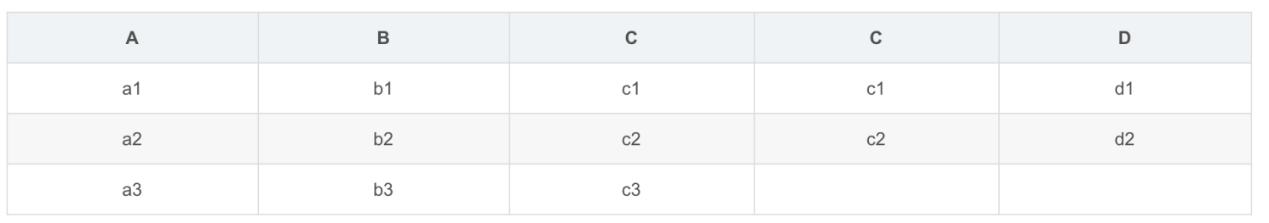 A B C C D
a1 b1 c1 c1 d1
a2 b2 c2 c2 d2
a3 b3 c3